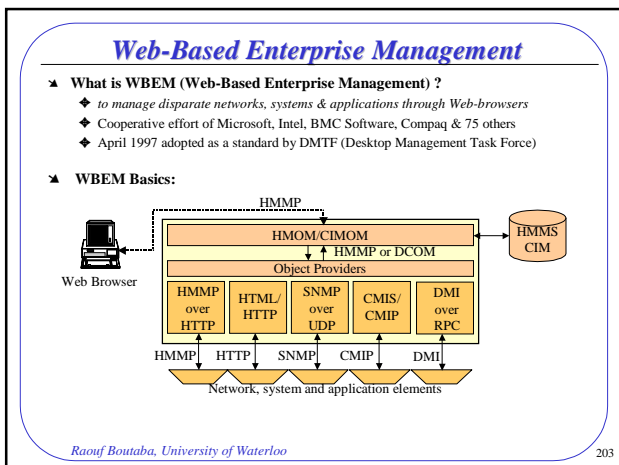 Web-Based Enterprise Management
What is WBEM (Web-Based Enterprise Management) ?
to manage disparate networks, systems & applications through Web-browsers
Cooperative effort of Microsoft, Intel, BMC Software, Compaq & 75 others
April 1997 adopted as a standard by DMTF (Desktop Management Task Force)
WBEM Basics:
HMMP
HMOM/CIMOM
HMMS
CIM
HMMP or DCOM
Web Browser
Object Providers
HMMP
over
HTTP
HTML/
HTTP
SNMP
over
UDP
CMIS/
CMIP
DMI
over
RPC
HMMP
HTTP
SNMP
CMIP
DMI
Network, system and application elements
Raouf Boutaba, University of Waterloo
203